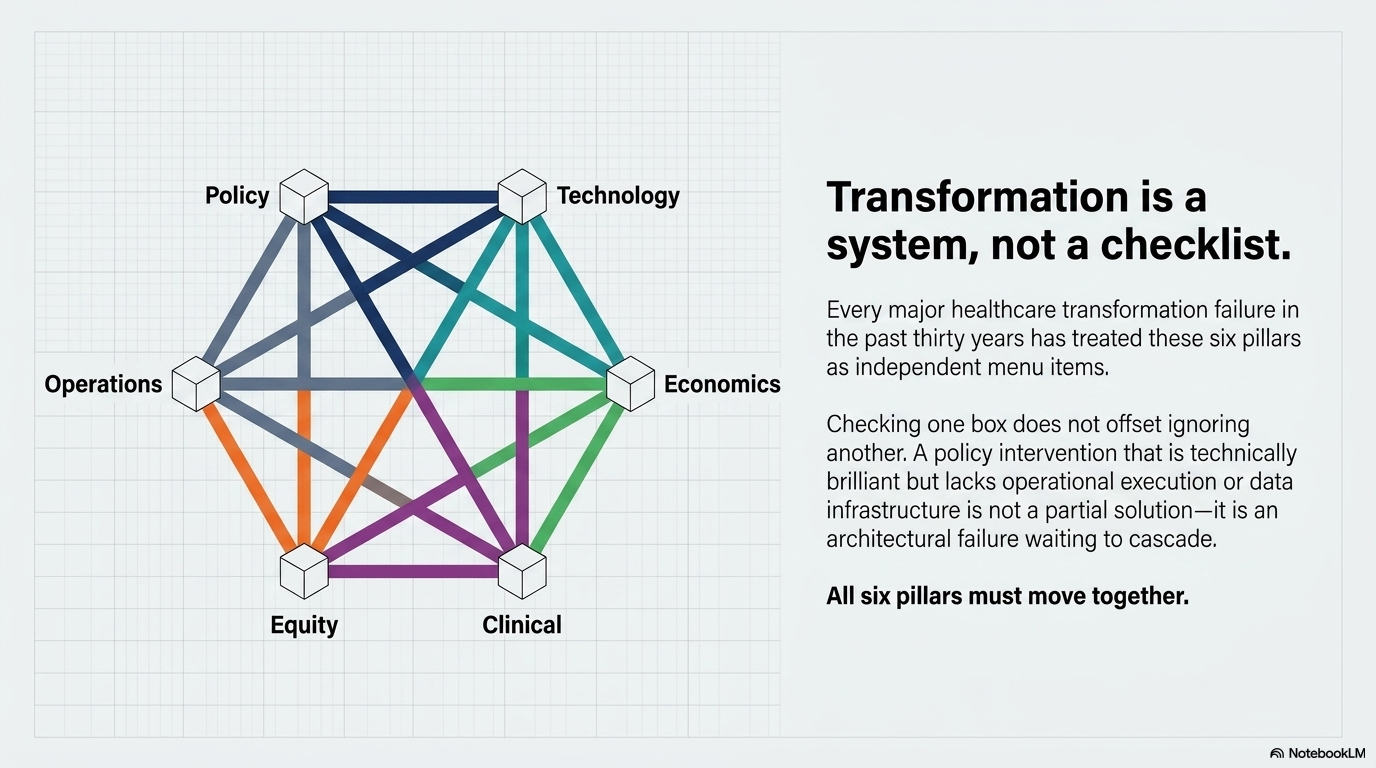 Policy
Technology
Operations
Economics
Equity
Clinical
Transformation is a
system, not a checklist.
Every major healthcare transformation failure in
the past thirty years has treated these six pillars
as independent menu items.
Checking one box does not offset ignoring
another. A policy intervention that is technically
brilliant but lacks operational execution or data
infrastructure is not a partial solution—it is an
architectural failure waiting to cascade.
All six pillars must move together.
NotebookLM